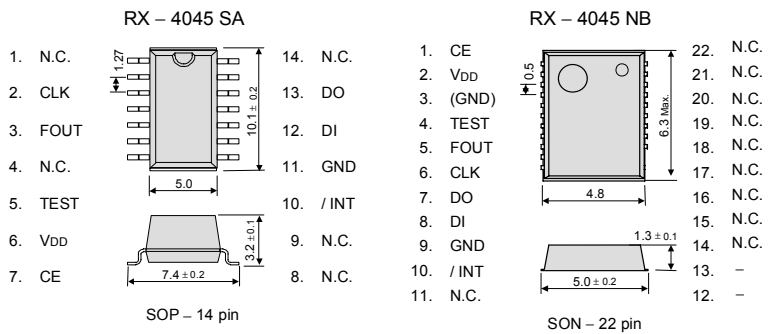 RX – 4045 SA
1. N.C.
2. CLK
3. FOUT
4. N.C.
5. TEST
6. VDD
7. CE
1.27
10.1 ± 0.2
5.0
3.2 ± 0.1
7.4 ± 0.2
14. N.C.
13. DO
12. DI
11. GND
10. / INT
9. N.C.
8. N.C.
SOP – 14 pin
RX – 4045 NB
1. CE
2. VDD
3. (GND)
4. TEST
5. FOUT
6. CLK
7. DO
8. DI
9. GND
10. / INT
11. N.C.
0.5
6.3 Max.
4.8
1.3 ± 0.1
5.0 ± 0.2
22. N.C.
21. N.C.
20. N.C.
19. N.C.
18. N.C.
17. N.C.
16. N.C.
15. N.C.
14. N.C.
13. –
12. –
SON – 22 pin